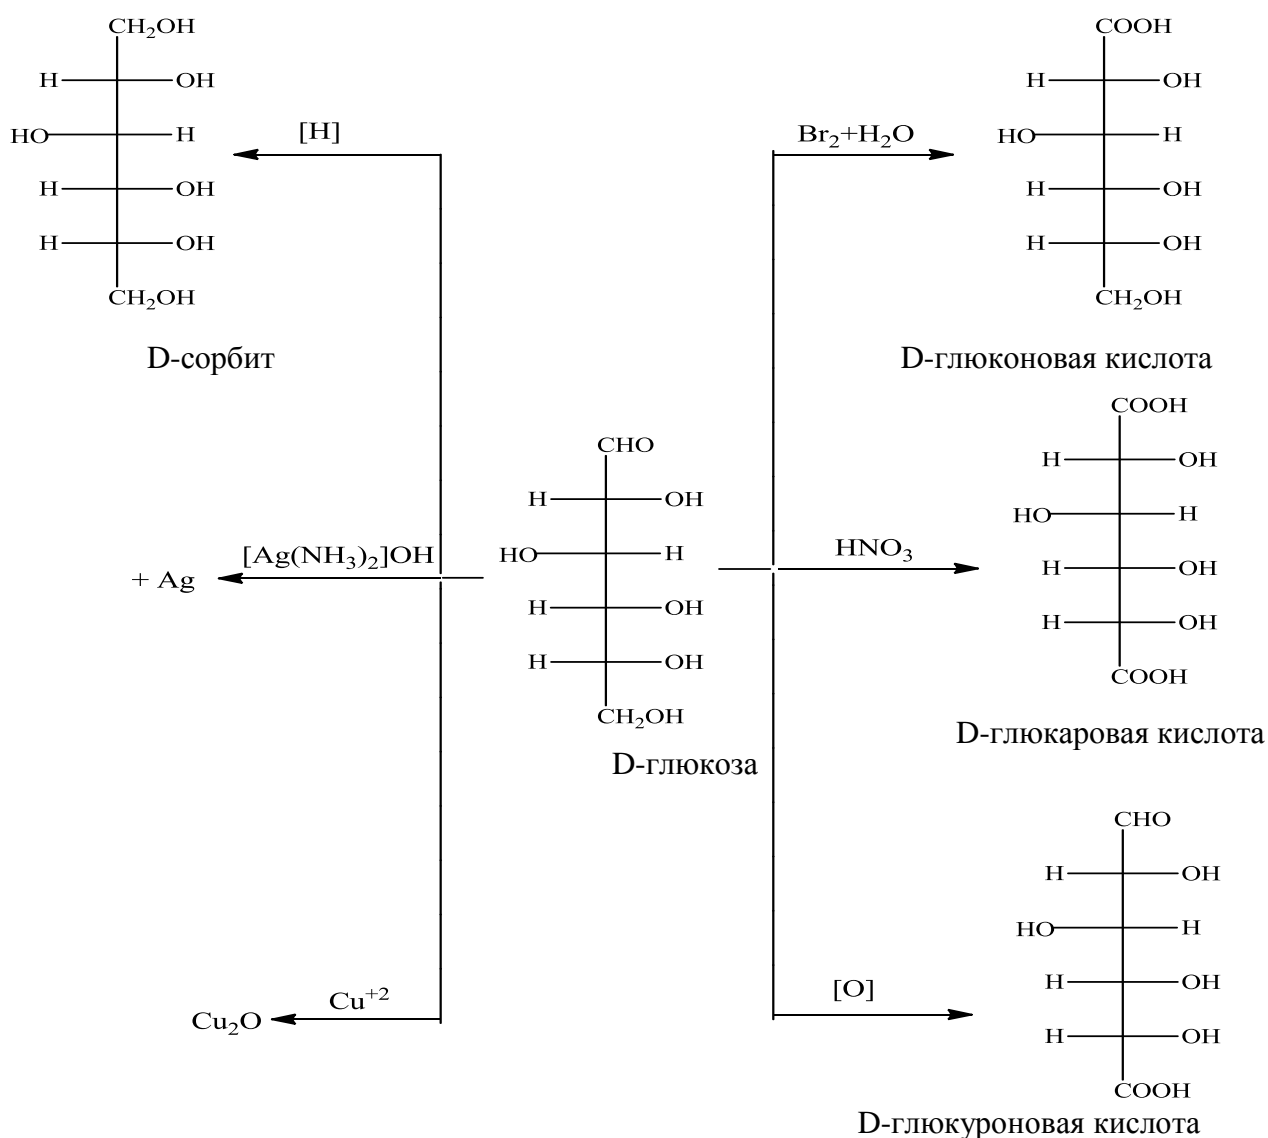 CH₂OH
H OH
HO H
H OH
H OH
CH₂OH
D-сорбит
[H]
[Ag(NH₃)₂]OH
+ Ag
Cu⁺²
Cu₂O
CHO
H OH
HO H
H OH
H OH
CH₂OH
D-глюкоза
Br₂+H₂O
COOH
H OH
HO H
H OH
H OH
CH₂OH
D-глюконовая кислота
HNO₃
COOH
H OH
HO H
H OH
H OH
COOH
D-глюкаровая кислота
[O]
CHO
H OH
HO H
H OH
H OH
COOH
D-глюкуроновая кислота